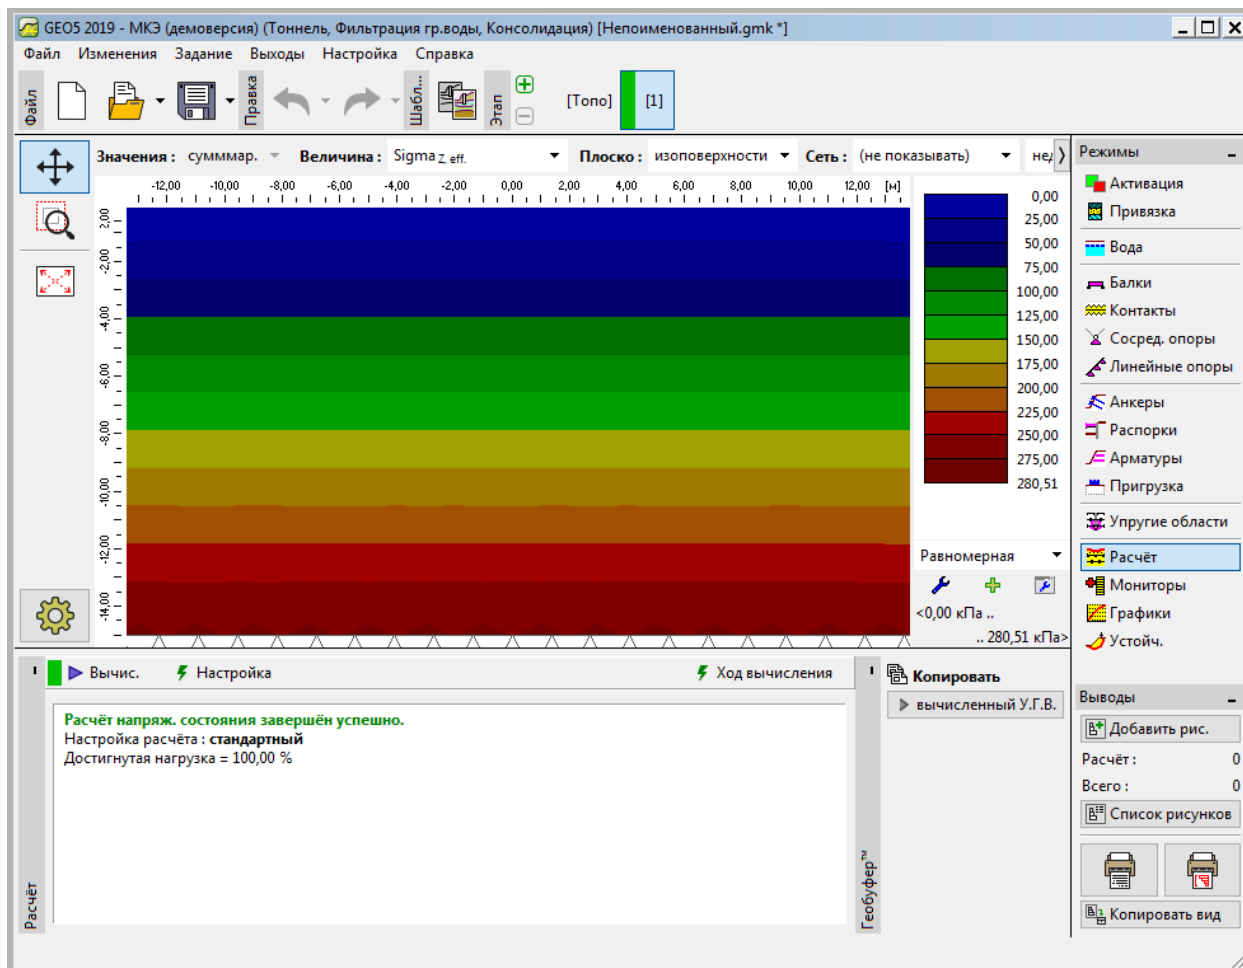 GEO5 2019 - МКЭ (демоверсия) (Тоннель, Фильтрация гр.воды, Консолидация) [Непоименованный.gmk *]
Файл Изменения Задание Выходы Настройка Справка
Файл
Правка
Шабл...
Этап
[Топо]
[1]
Значения : сумммар. Величина : Sigma Z, eff. Плоско : изоповерхности Сеть : (не показывать) нед
-12,00 -10,00 -8,00 -6,00 -4,00 -2,00 0,00 2,00 4,00 6,00 8,00 10,00 12,00 [м]
2,00
-2,00
-4,00
-6,00
-8,00
-10,00
-12,00
-14,00
0,00
25,00
50,00
75,00
100,00
125,00
150,00
175,00
200,00
225,00
250,00
275,00
280,51
Равномерная
<0,00 кПа ..
.. 280,51 кПа>
Режимы
Активация
Привязка
Вода
Балки
Контакты
Сосред. опоры
Линейные опоры
Анкеры
Распорки
Арматуры
Пригрузка
Упругие области
Расчёт
Мониторы
Графики
Устойч.
Вычис. Настройка Ход вычисления
Расчёт напряж. состояния завершён успешно.
Настройка расчёта : стандартный
Достигнутая нагрузка = 100,00 %
Расчёт
Геобуфер™
Копировать
вычисленный У.Г.В.
Выводы
Добавить рис.
Расчёт : 0
Всего : 0
Список рисунков
Копировать вид